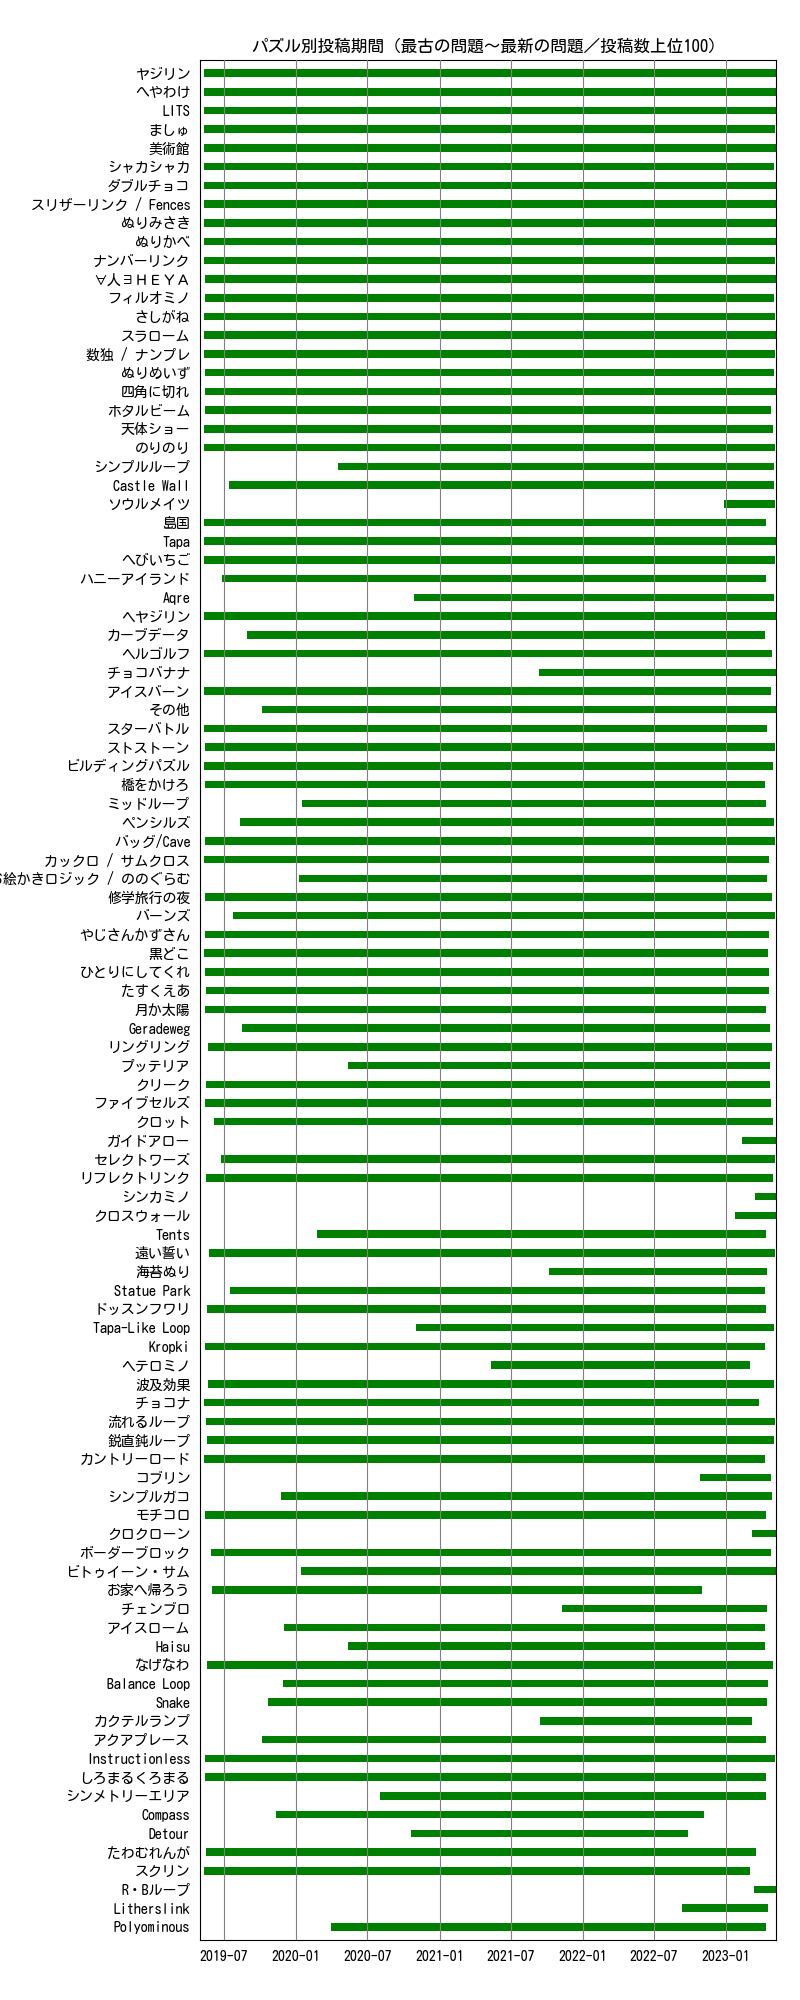 パズル別投稿期間（最古の問題～最新の問題／投稿数上位100）
ヤジリン
へやわけ
LITS
ましゅ
美術館
シャカシャカ
ダブルチョコ
スリザーリンク / Fences
ぬりみさき
ぬりかべ
ナンバーリンク
∀人∃ＨＥＹＡ
フィルオミノ
さしがね
スラローム
数独 / ナンプレ
ぬりめいず
四角に切れ
ホタルビーム
天体ショー
のりのり
シンプルループ
Castle Wall
ソウルメイツ
島国
Tapa
へびいちご
ハニーアイランド
Aqre
ヘヤジリン
カーブデータ
ヘルゴルフ
チョコバナナ
アイスバーン
その他
スターバトル
ストストーン
ビルディングパズル
橋をかけろ
ミッドループ
ペンシルズ
バッグ/Cave
カックロ / サムクロス
絵かきロジック / ののぐらむ
修学旅行の夜
バーンズ
やじさんかずさん
黒どこ
ひとりにしてくれ
たすくえあ
月か太陽
Geradeweg
リングリング
プッテリア
クリーク
ファイブセルズ
クロット
ガイドアロー
セレクトワーズ
リフレクトリンク
シンカミノ
クロスウォール
Tents
遠い誓い
海苔ぬり
Statue Park
ドッスンフワリ
Tapa-Like Loop
Kropki
ヘテロミノ
波及効果
チョコナ
流れるループ
鋭直鈍ループ
カントリーロード
コブリン
シンプルガコ
モチコロ
クロクローン
ボーダーブロック
ビトゥイーン・サム
お家へ帰ろう
チェンブロ
アイスローム
Haisu
なげなわ
Balance Loop
Snake
カクテルランプ
アクアプレース
Instructionless
しろまるくろまる
シンメトリーエリア
Compass
Detour
たわむれんが
スクリン
R・Bループ
Litherslink
Polyominous
2019-07 2020-01 2020-07 2021-01 2021-07 2022-01 2022-07 2023-01